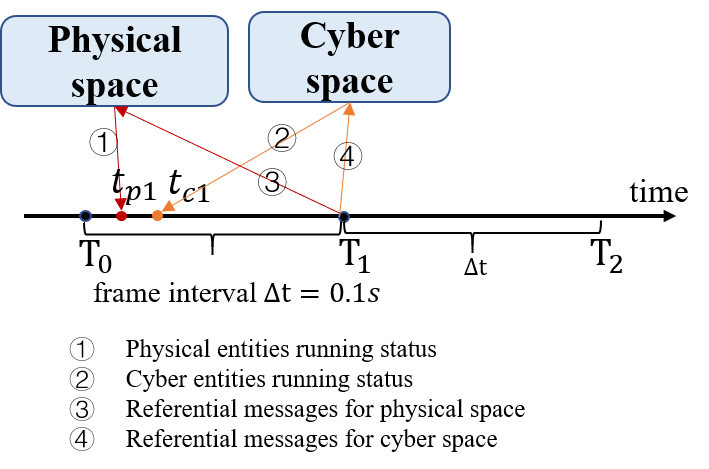 Physical
space
Cyber
space
①
②
③
④
t_{p1} t_{c1}
time
T_0
T_1
Δt
T_2
frame interval Δt = 0.1s
① Physical entities running status
② Cyber entities running status
③ Referential messages for physical space
④ Referential messages for cyber space